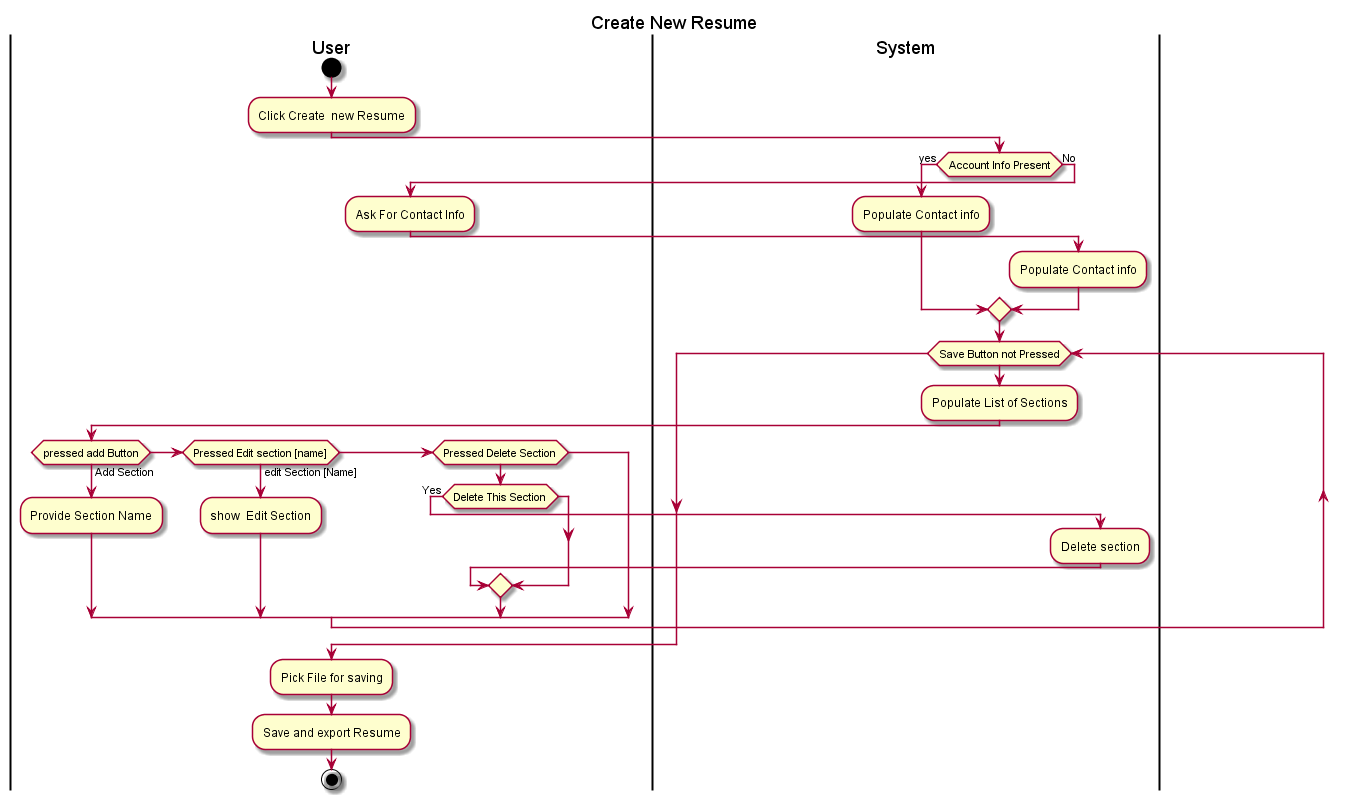 Create New Resume
User
System
Click Create  new Resume
yes
Account Info Present
No
Ask For Contact Info
Populate Contact info
Populate Contact info
Save Button not Pressed
Populate List of Sections
pressed add Button
Pressed Edit section [name]
Pressed Delete Section
Add Section
edit Section [Name]
Yes
Delete This Section
Provide Section Name
show  Edit Section
Delete section
Pick File for saving
Save and export Resume